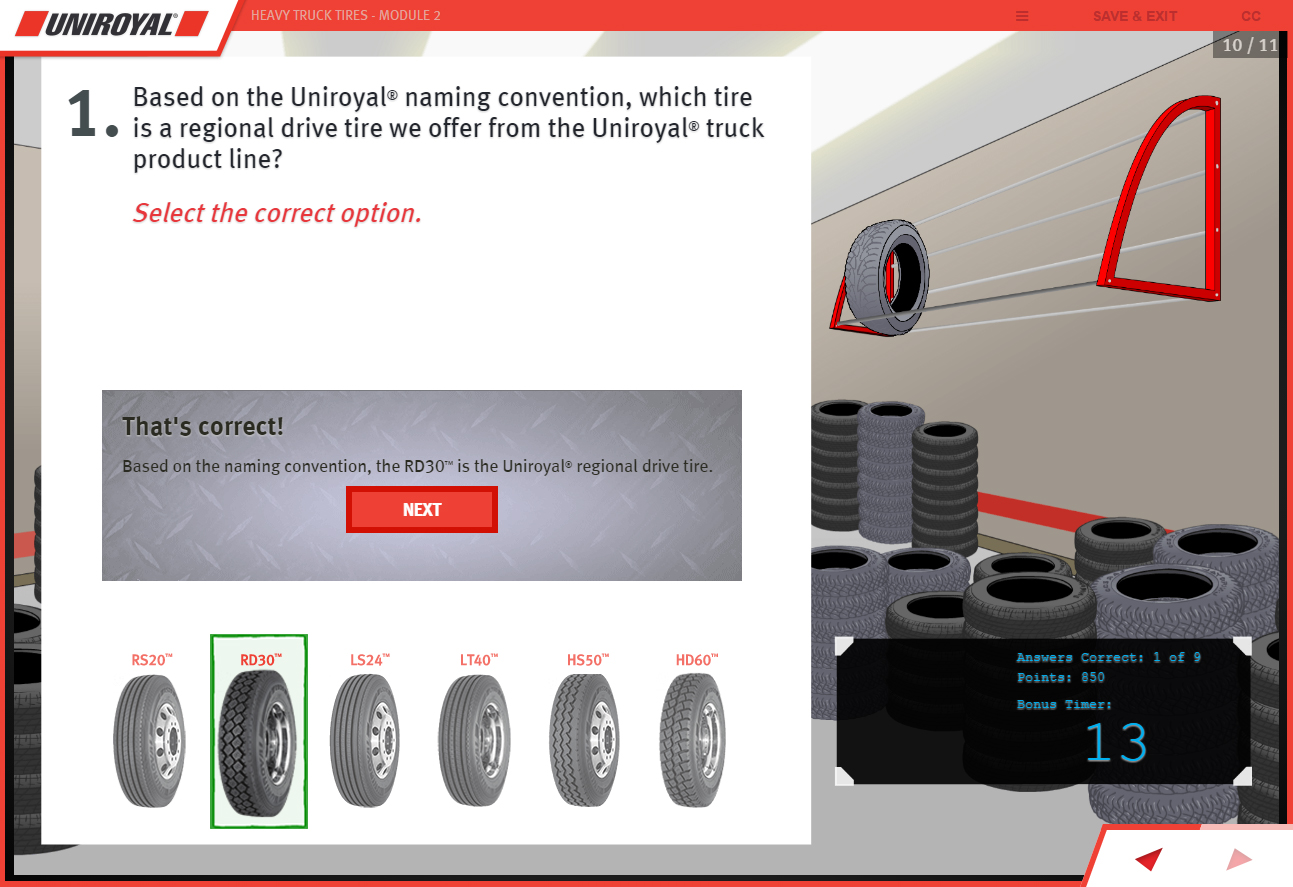 UNIROYAL®
HEAVY TRUCK TIRES - MODULE 2
SAVE & EXIT
CC
10 / 11
1.
Based on the Uniroyal® naming convention, which tire
is a regional drive tire we offer from the Uniroyal® truck
product line?
Select the correct option.
That's correct!
Based on the naming convention, the RD30™ is the Uniroyal® regional drive tire.
NEXT
RS20™
RD30™
LS24™
LT40™
HS50™
HD60™
Answers Correct: 1 of 9
Points: 850
Bonus Timer:
13